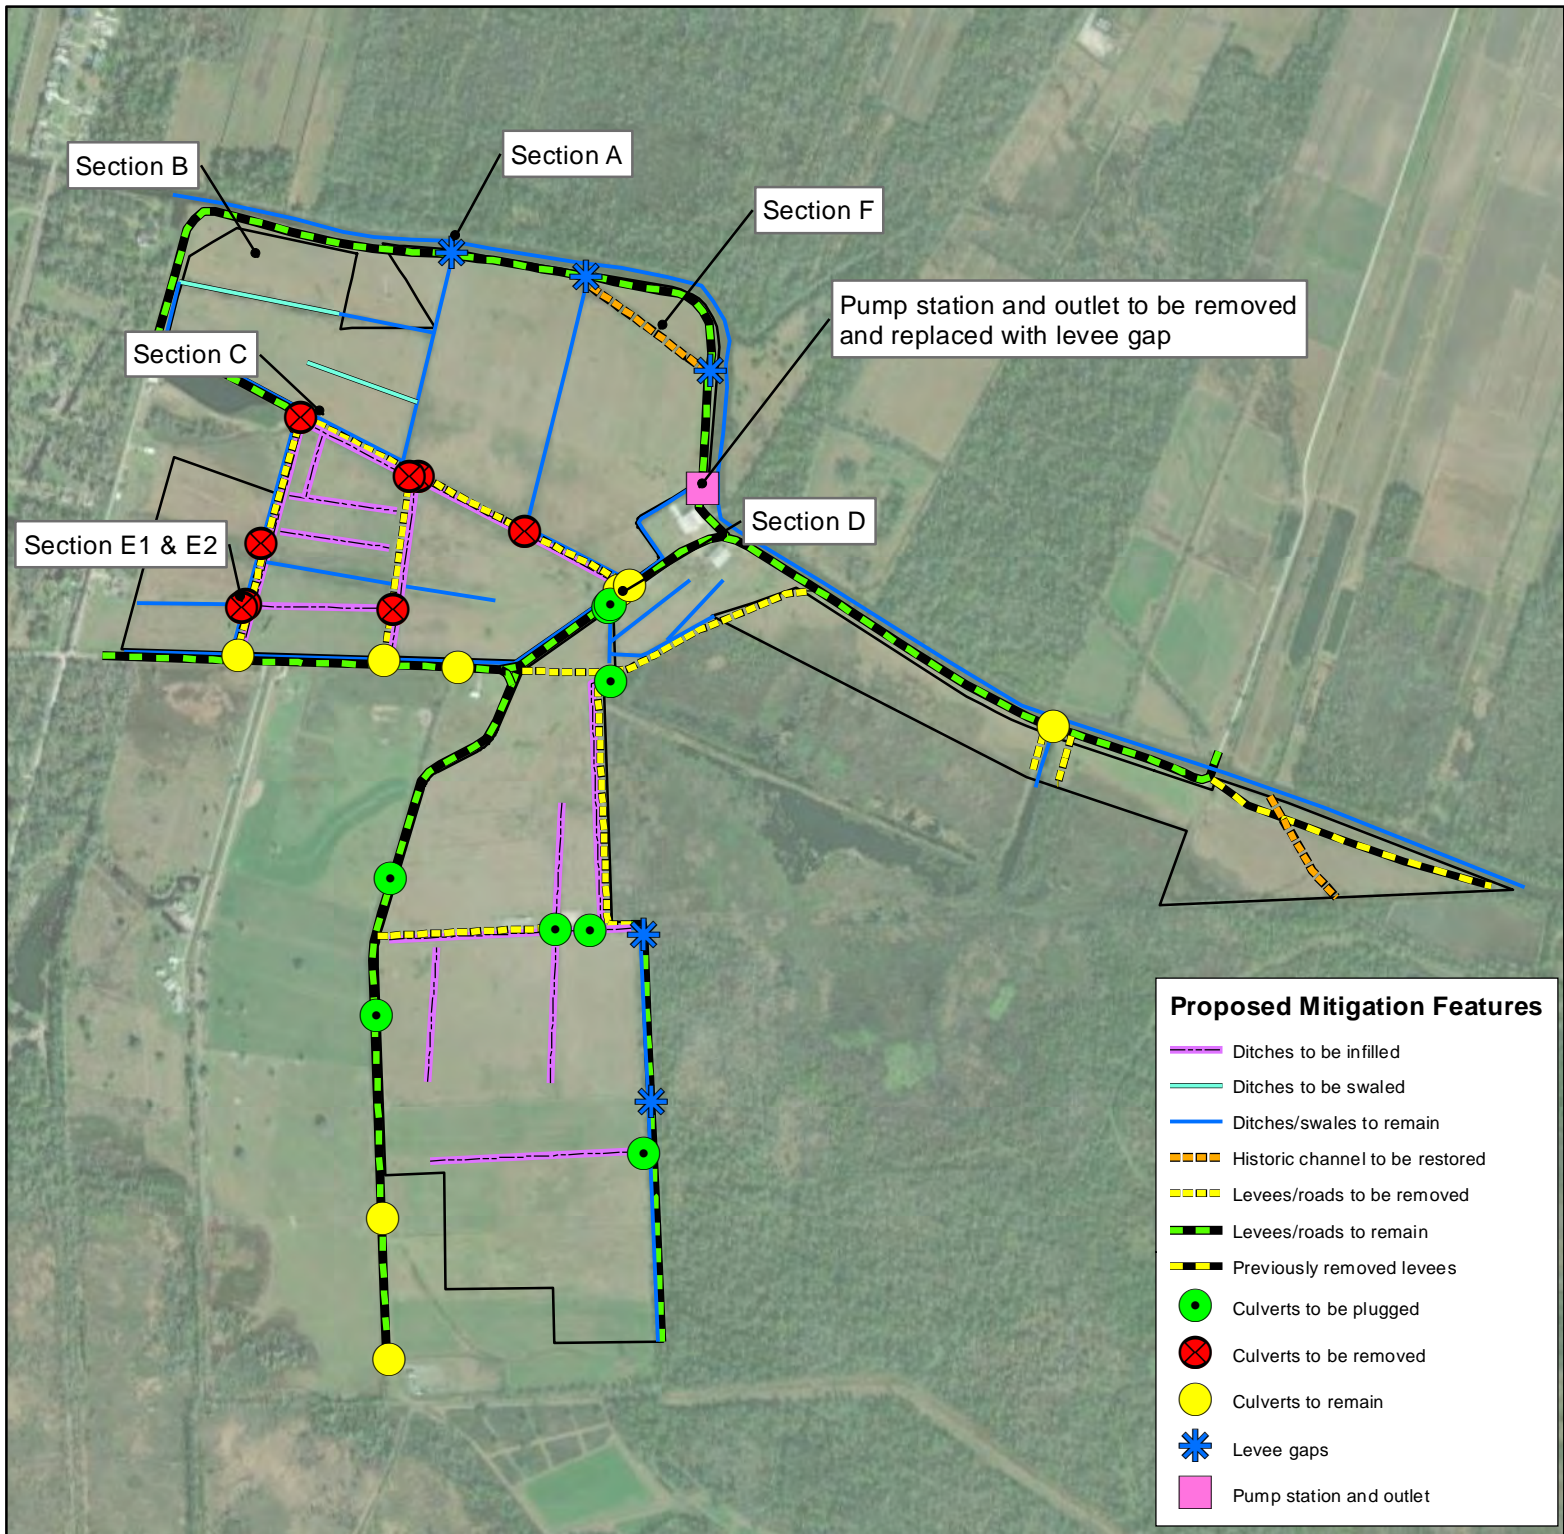 Section A
Section B
Section F
Pump station and outlet to be removed
and replaced with levee gap
Section C
Section D
Section E1 & E2
Proposed Mitigation Features
Ditches to be infilled
Ditches to be swaled
Ditches/swales to remain
Historic channel to be restored
Levees/roads to be removed
Levees/roads to remain
Previously removed levees
Culverts to be plugged
Culverts to be removed
Culverts to remain
Levee gaps
Pump station and outlet